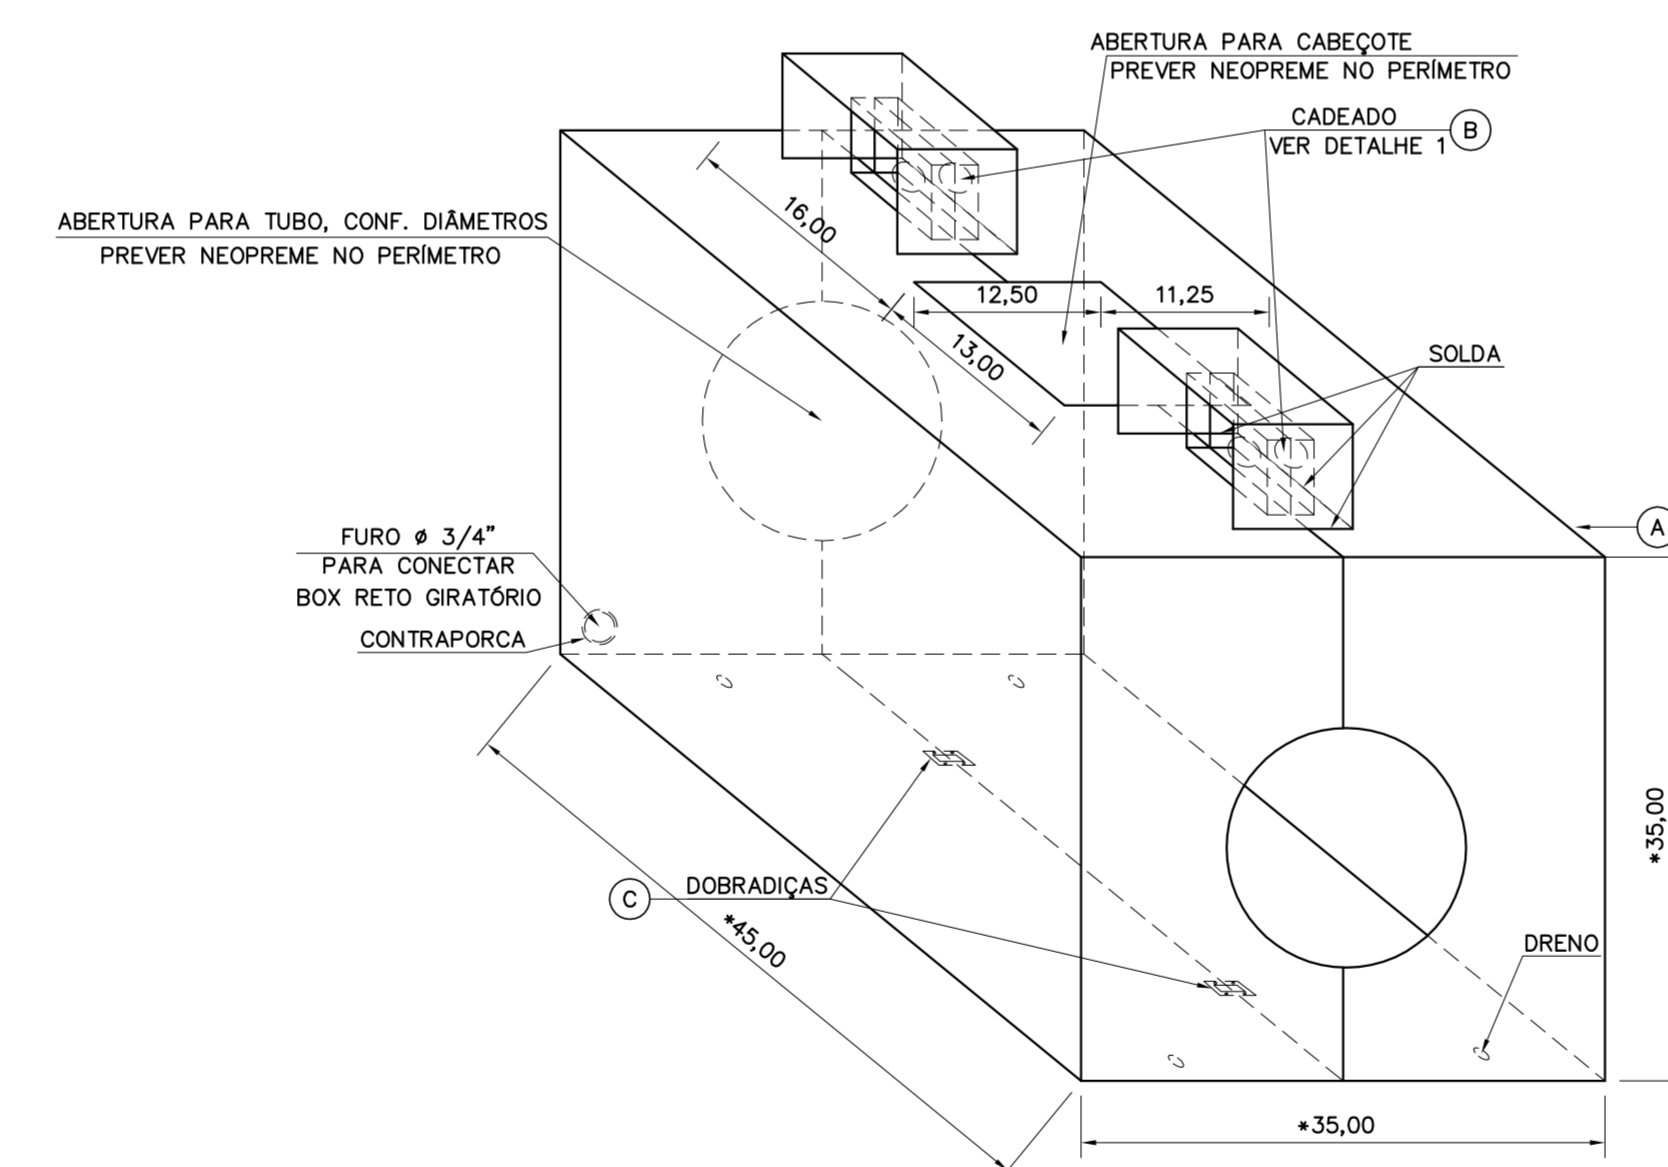 ABERTURA PARA CABEÇOTE
PREVER NEOPREME NO PERÍMETRO
CADEADO
VER DETALHE 1
B
ABERTURA PARA TUBO, CONF. DIÂMETROS
PREVER NEOPREME NO PERÍMETRO
16,00
12,50
11,25
13,00
SOLDA
A
FURO ø 3/4"
PARA CONECTAR
BOX RETO GIRATÓRIO
CONTRAPORCA
*35,00
C
DOBRADIÇAS
*45,00
DRENO
*35,00